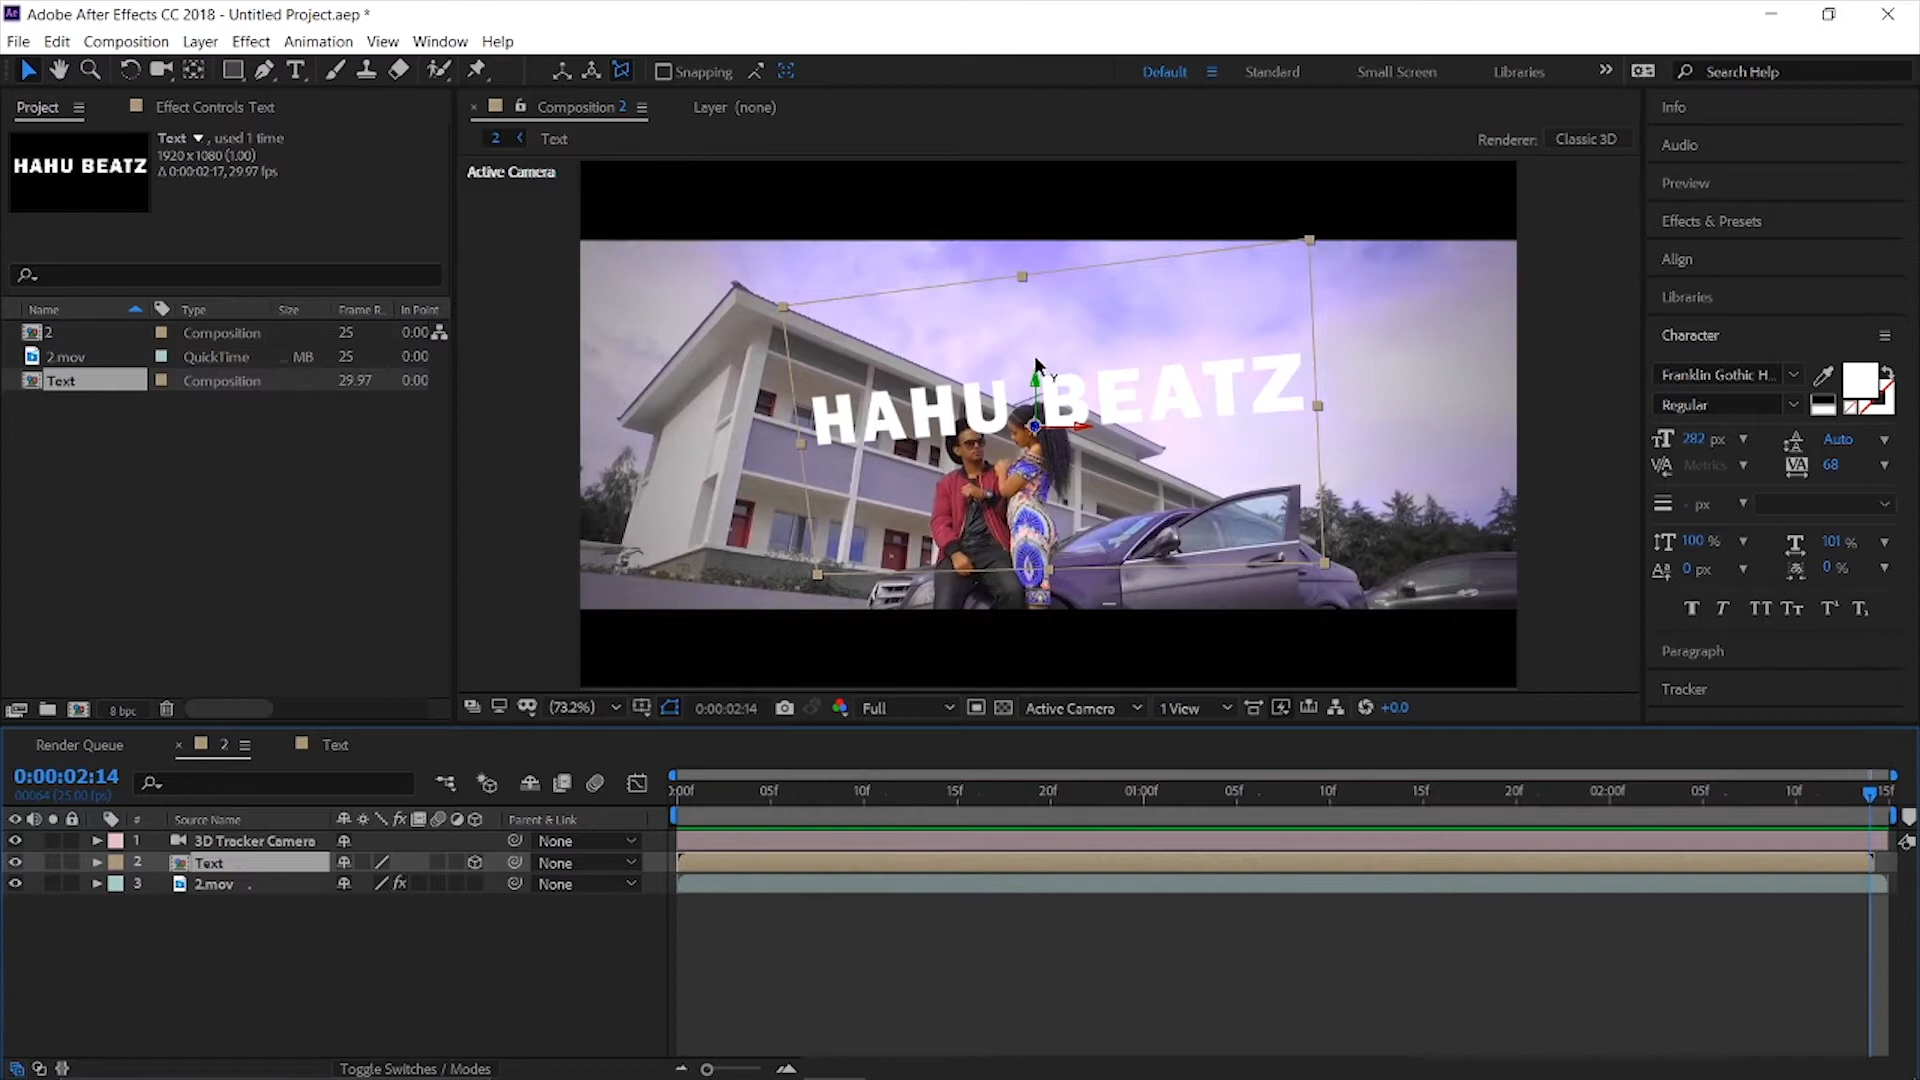 Adobe After Effects CC 2018 - Untitled Project.aep *
File Edit Composition Layer Effect Animation View Window Help
Snapping
Default Standard Small Screen Libraries Search Help
Project Effect Controls Text
Text , used 1 time
1920 x 1080 (1.00)
Δ 0:00:02:17, 29.97 fps
HAHU BEATZ
Name Type Size Frame R... In Point
2 Composition 25 0:00
2.mov QuickTime ... MB 25 0:00
Text Composition 29.97 0:00
8 bpc
Composition 2 Layer (none)
2 Text
Renderer: Classic 3D
Active Camera
HAHU BEATZ
Y
(73.2%) 0:00:02:14 Full Active Camera 1 View +0.0
Info
Audio
Preview
Effects & Presets
Align
Libraries
Character
Franklin Gothic H...
Regular
282 px Auto
Metrics 68
- px
100 % 101 %
0 px 0 %
T T TT Tt T¹ T₁
Paragraph
Tracker
Render Queue 2 Text
0:00:02:14
00064 (25.00 fps)
:00f 05f 10f 15f 20f 01:00f 05f 10f 15f 20f 02:00f 05f 10f 15f
# Source Name fx Parent & Link
1 3D Tracker Camera None
2 Text None
3 2.mov fx None
Toggle Switches / Modes